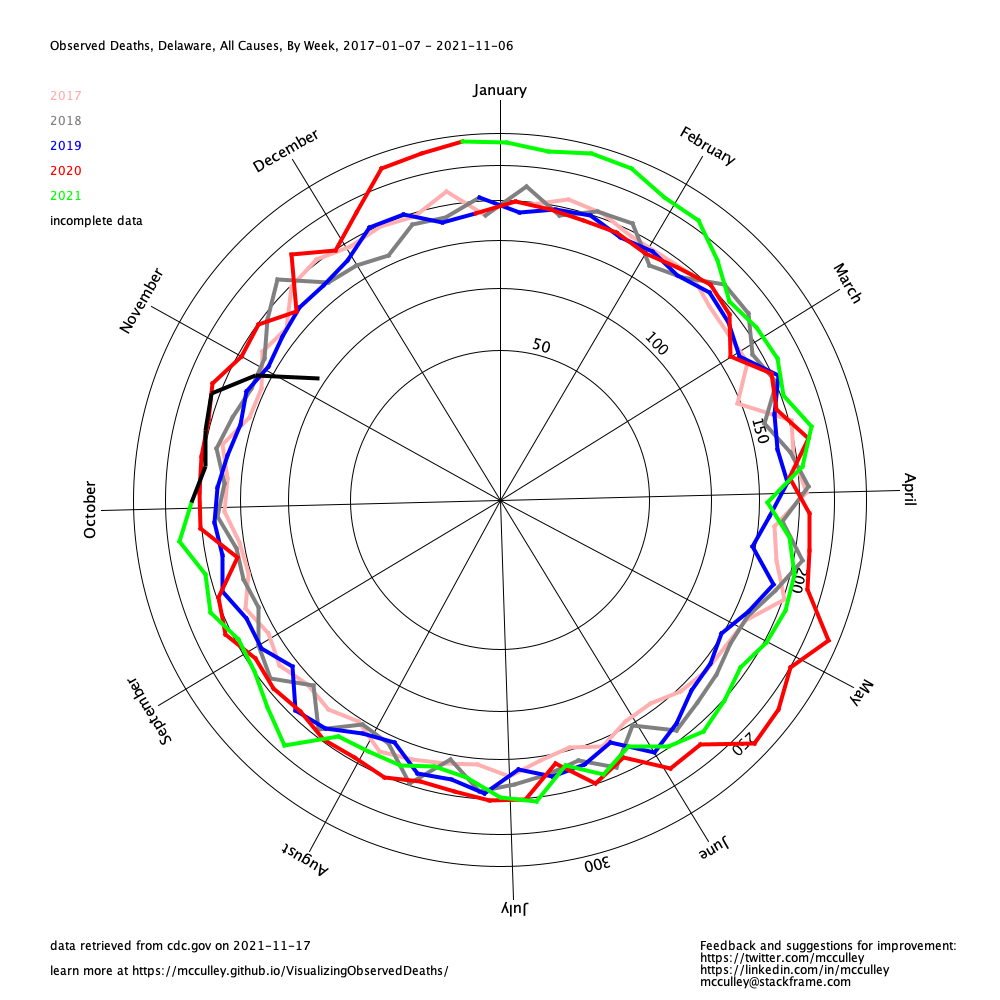 Observed Deaths, Delaware, All Causes, By Week, 2017-01-07 - 2021-11-06
2017
2018
2019
2020
2021
incomplete data
January
February
March
April
May
June
July
August
September
October
November
December
50
100
150
200
250
300
data retrieved from cdc.gov on 2021-11-17
learn more at https://mcculley.github.io/VisualizingObservedDeaths/
Feedback and suggestions for improvement:
https://twitter.com/mcculley
https://linkedin.com/in/mcculley
mcculley@stackframe.com